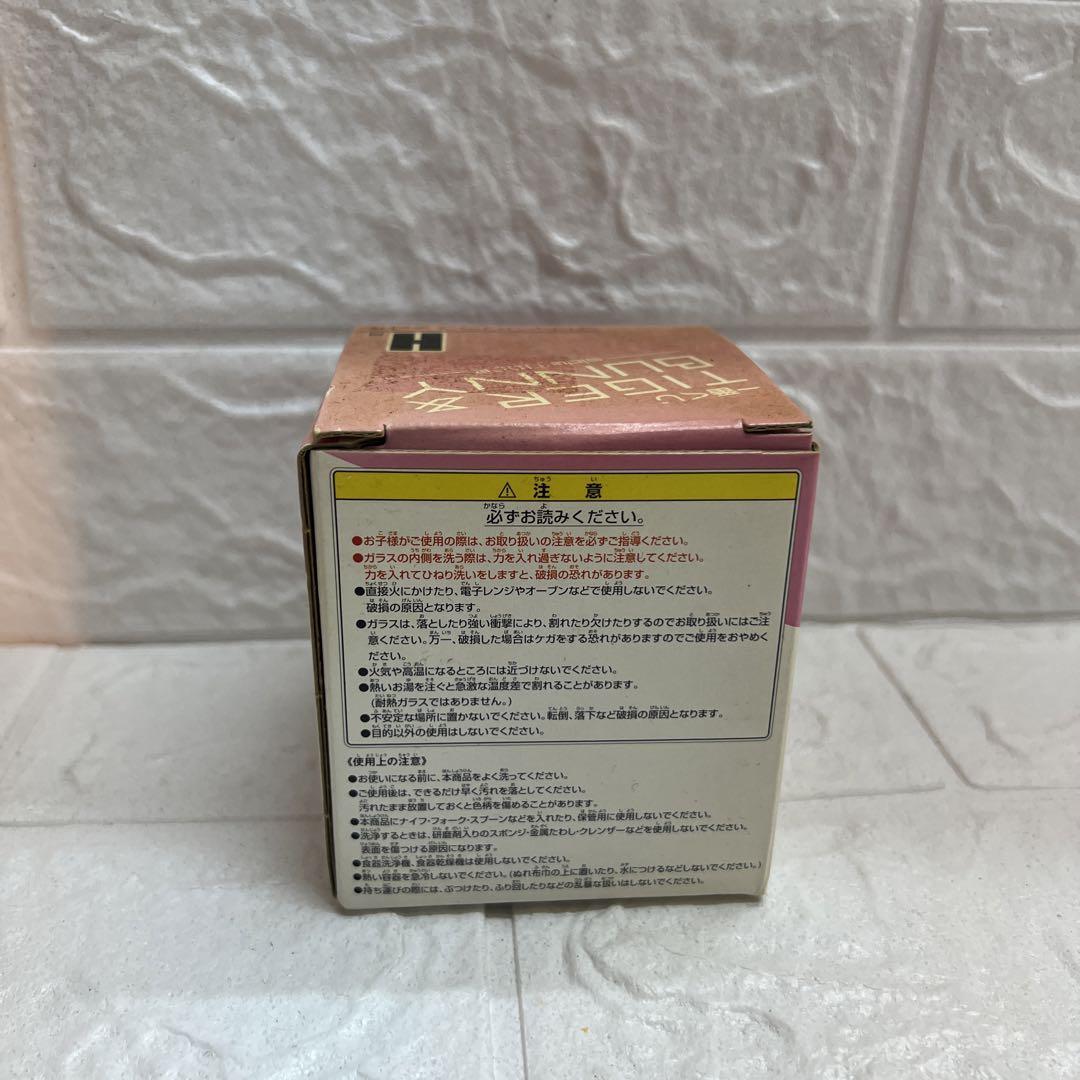 H
TIGER
BUNNY
⚠ 注意
必ずお読みください。
●お子様がご使用の際は、お取り扱いの注意を必ずご指導ください。
●ガラスの内側を洗う際は、力を入れ過ぎないように注意してください。
力を入れてひねり洗いをしますと、破損の恐れがあります。
●直接火にかけたり、電子レンジやオーブンなどで使用しないでください。
破損の原因となります。
●ガラスは、落としたり強い衝撃により、割れたり欠けたりするのでお取り扱いにはご注
意ください。万一、破損した場合はケガをする恐れがありますのでご使用をおやめく
ださい。
●火気や高温になるところには近づけないでください。
●熱いお湯を注ぐと急激な温度差で割れることがあります。
(耐熱ガラスではありません。)
●不安定な場所に置かないでください。転倒、落下など破損の原因となります。
●目的以外の使用はしないでください。
《使用上の注意》
●お使いになる前に、本商品をよく洗ってください。
●ご使用後は、できるだけ早く汚れを落としてください。
汚れたまま放置しておくと色柄を傷めることがあります。
●本商品にナイフ・フォーク・スプーンなどを入れたり、保管用に使用しないでください。
●洗浄するときは、研磨剤入りのスポンジ・金属たわし・クレンザーなどを使用しないでください。
表面を傷つける原因になります。
●食器洗浄機、食器乾燥機は使用しないでください。
●熱い容器を急冷しないでください。(ぬれ布巾の上に置いたり、水につけるなどしないでください。)
●持ち運びの際には、ぶつけたり、ふり回したりなどの乱暴な扱いはしないでください。